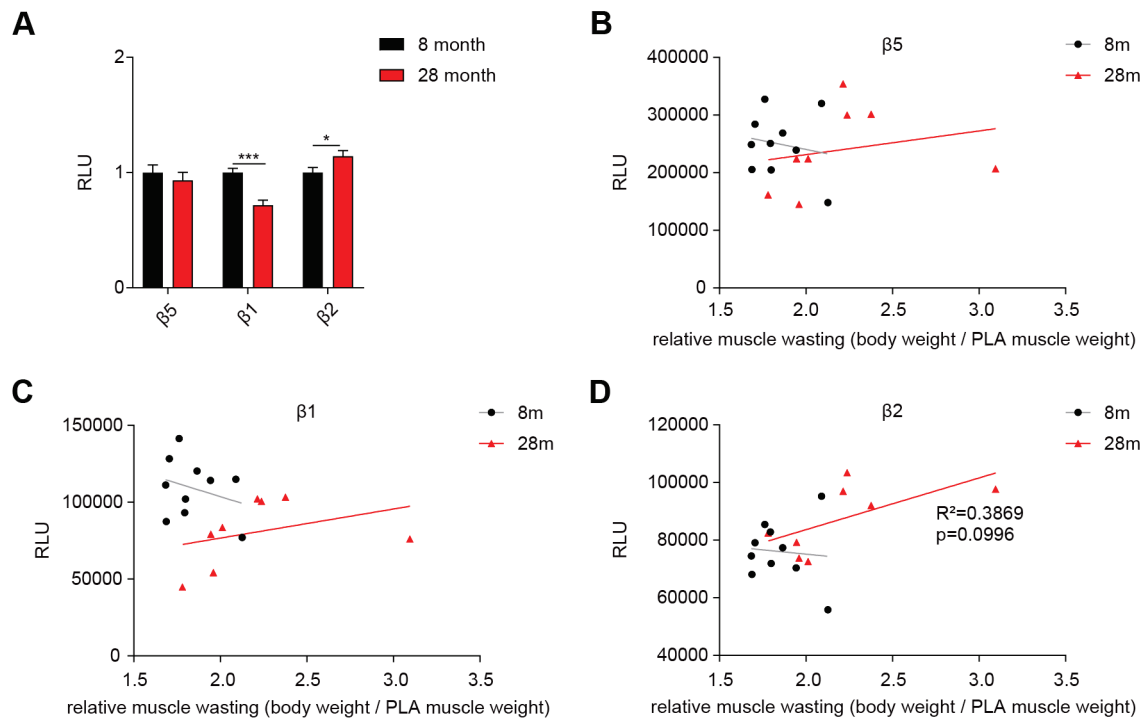 A
8 month
28 month
2
1
0
RLU
***
*
β5
β1
β2
B
β5
8m
28m
400000
300000
200000
100000
0
RLU
1.5 2.0 2.5 3.0 3.5
relative muscle wasting (body weight / PLA muscle weight)
C
β1
8m
28m
150000
100000
50000
0
RLU
1.5 2.0 2.5 3.0 3.5
relative muscle wasting (body weight / PLA muscle weight)
D
β2
8m
28m
120000
100000
80000
60000
40000
RLU
R²=0.3869
p=0.0996
1.5 2.0 2.5 3.0 3.5
relative muscle wasting (body weight / PLA muscle weight)